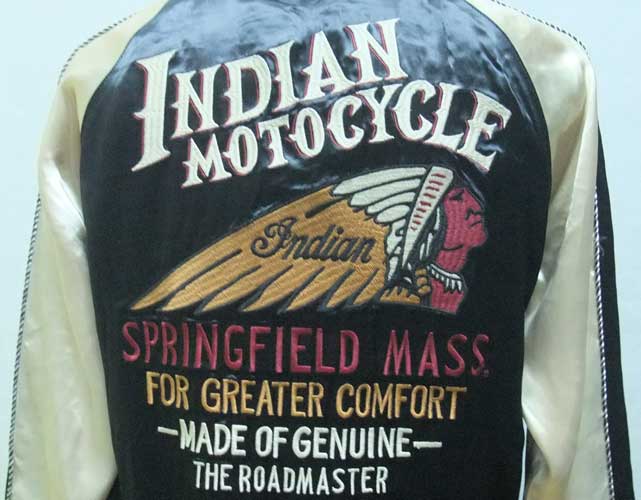 INDIAN
MOTOCYCLE
Indian
SPRINGFIELD MASS.
FOR GREATER COMFORT
—MADE OF GENUINE—
THE ROADMASTER